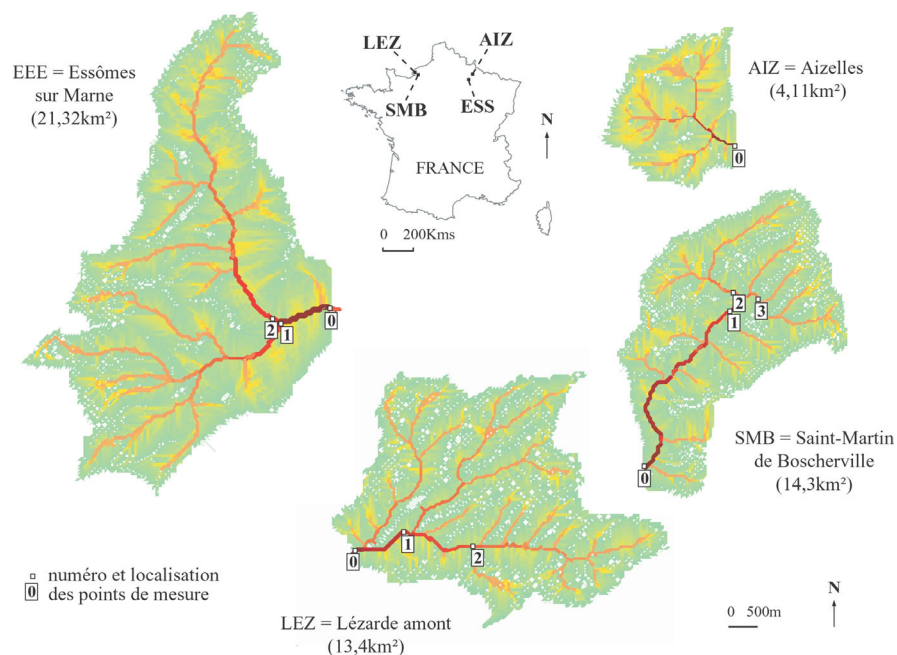 EEE = Essômes
sur Marne
(21,32km²)
LEZ
AIZ
SMB
ESS
FRANCE
0 200Kms
N
AIZ = Aizelles
(4,11km²)
0
2
1
0
2
1
3
0
SMB = Saint-Martin
de Boscherville
(14,3km²)
0
1
2
LEZ = Lézarde amont
(13,4km²)
numéro et localisation
0 des points de mesure
0 500m
N